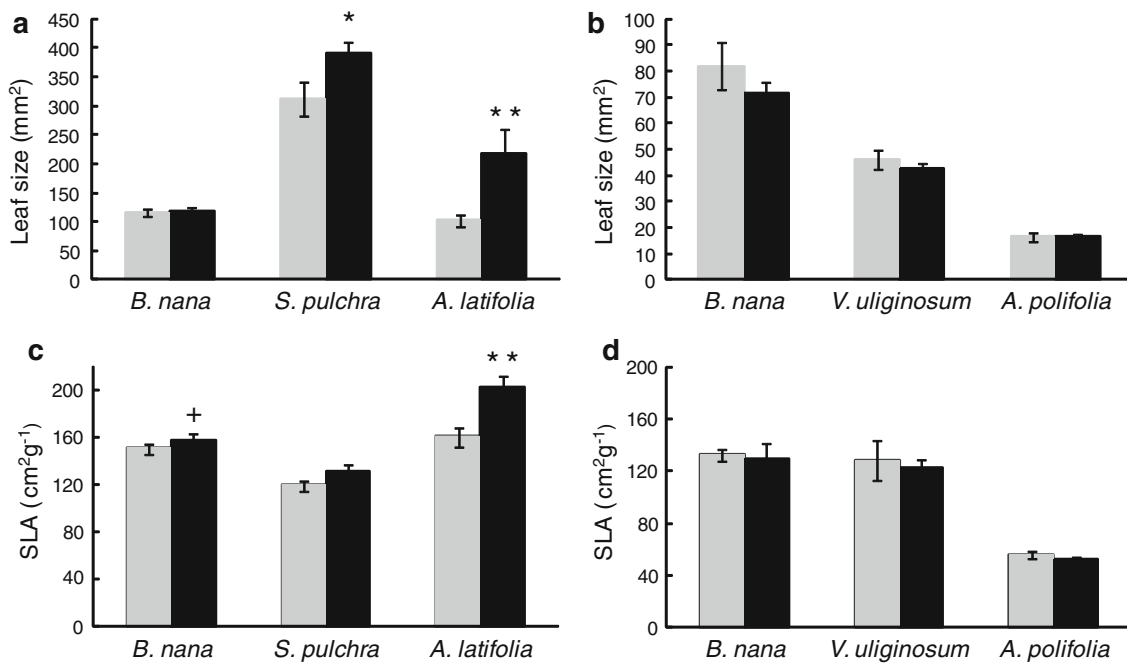 a
Leaf size (mm²)
450
400
350
300
250
200
150
100
50
0
*
* *
B. nana
S. pulchra
A. latifolia
b
Leaf size (mm²)
100
90
80
70
60
50
40
30
20
10
0
B. nana
V. uliginosum
A. polifolia
c
SLA ( cm²g⁻¹)
200
160
120
80
40
0
+
* *
B. nana
S. pulchra
A. latifolia
d
SLA ( cm²g⁻¹)
200
160
120
80
40
0
B. nana
V. uliginosum
A. polifolia